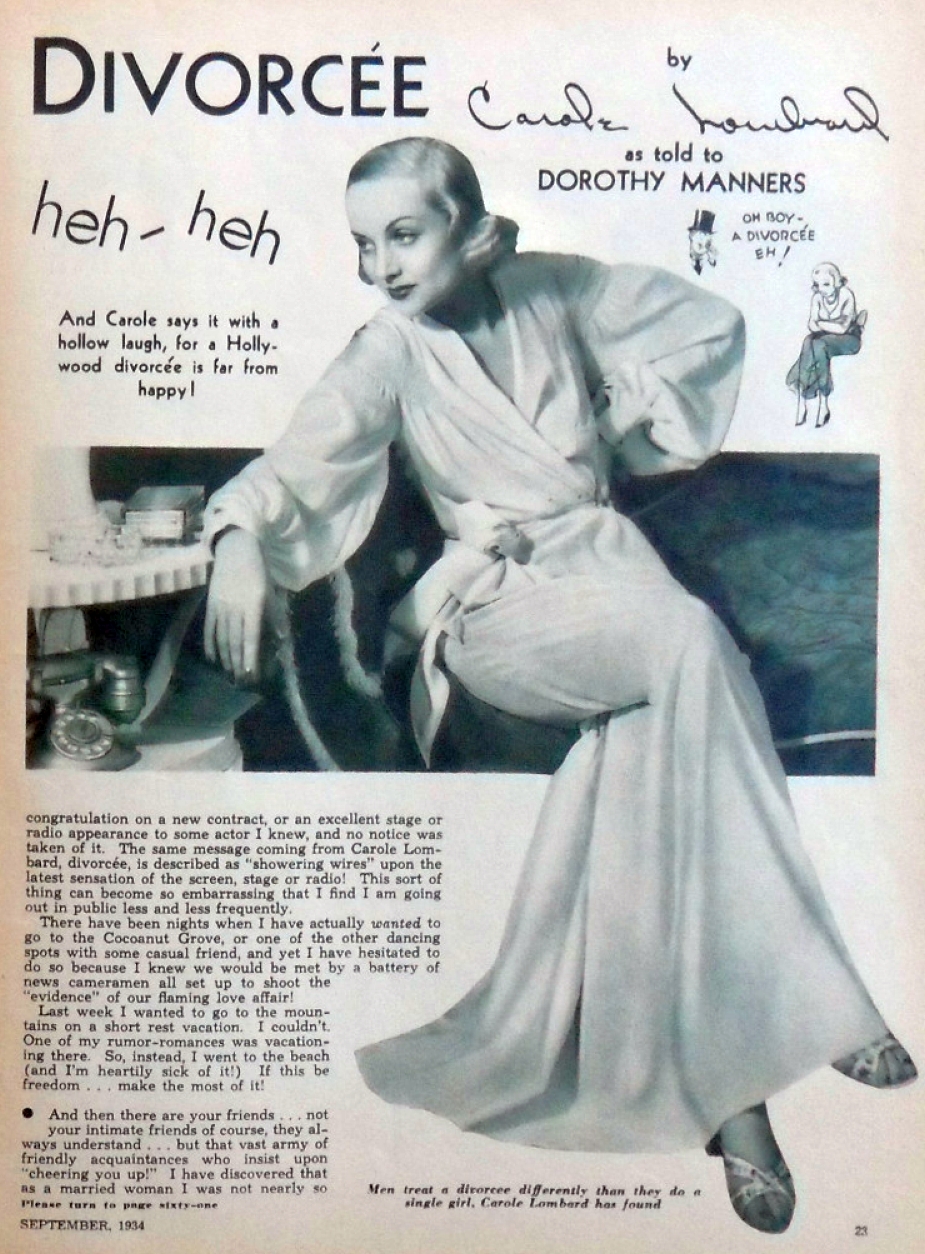 DIVORCÉE
heh - heh
by
Carole Lombard
as told to
DOROTHY MANNERS
OH BOY-
A DIVORCÉE
EH!
And Carole says it with a
hollow laugh, for a Holly-
wood divorcée is far from
happy!
congratulation on a new contract, or an excellent stage or
radio appearance to some actor I knew, and no notice was
taken of it. The same message coming from Carole Lom-
bard, divorcée, is described as "showering wires" upon the
latest sensation of the screen, stage or radio! This sort of
thing can become so embarrassing that I find I am going
out in public less and less frequently.
There have been nights when I have actually wanted to
go to the Cocoanut Grove, or one of the other dancing
spots with some casual friend, and yet I have hesitated to
do so because I knew we would be met by a battery of
news cameramen all set up to shoot the
"evidence" of our flaming love affair!
Last week I wanted to go to the moun-
tains on a short rest vacation. I couldn't.
One of my rumor-romances was vacation-
ing there. So, instead, I went to the beach
(and I'm heartily sick of it!) If this be
freedom . . . make the most of it!
● And then there are your friends . . . not
your intimate friends of course, they al-
ways understand . . . but that vast army of
friendly acquaintances who insist upon
"cheering you up!" I have discovered that
as a married woman I was not nearly so
Please turn to page sixty-one
Men treat a divorcee differently than they do a
single girl, Carole Lombard has found
SEPTEMBER, 1934
23